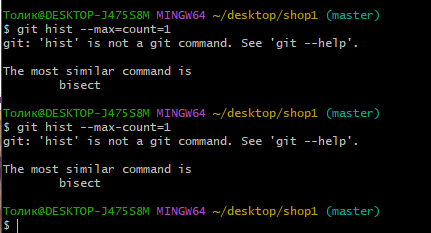 Толик@DESKTOP-J475S8M MINGW64 ~/desktop/shop1 (master)
$ git hist --max=count=1
git: 'hist' is not a git command. See 'git --help'.
The most similar command is
bisect
Толик@DESKTOP-J475S8M MINGW64 ~/desktop/shop1 (master)
$ git hist --max-count=1
git: 'hist' is not a git command. See 'git --help'.
The most similar command is
bisect
Толик@DESKTOP-J475S8M MINGW64 ~/desktop/shop1 (master)
$